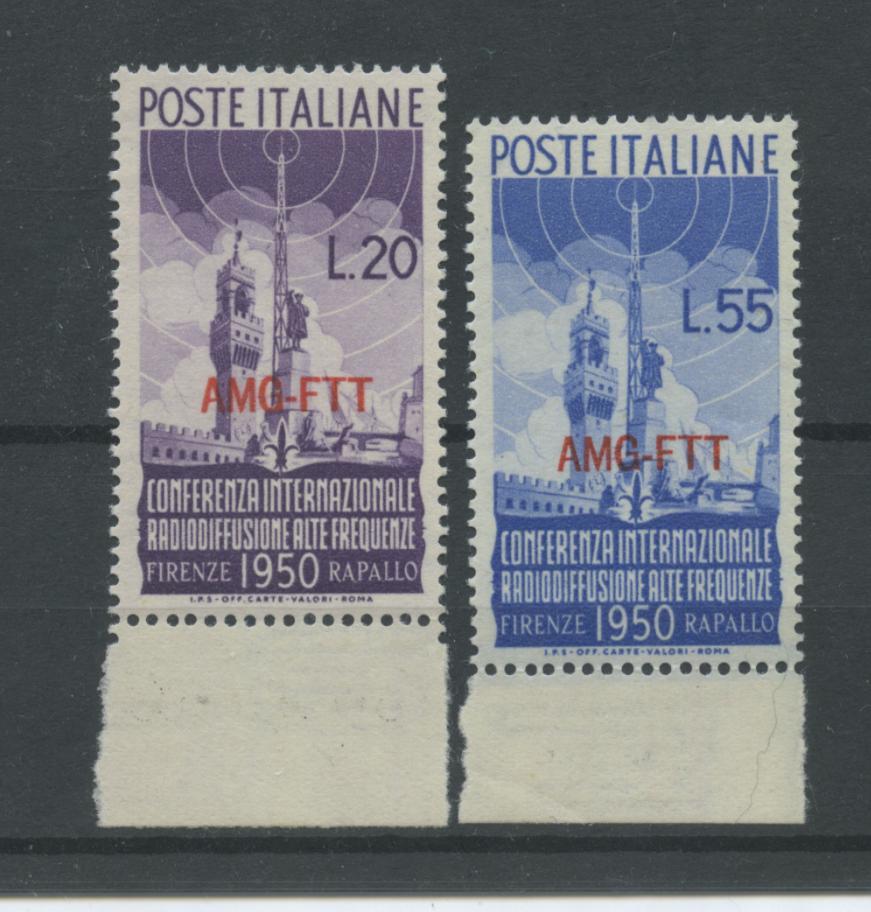 POSTE ITALIANE
L.20
AMG-FTT
CONFERENZA INTERNAZIONALE
RADIODIFFUSIONE ALTE FREQUENZE
FIRENZE 1950 RAPALLO
I.P.S - OFF. CARTE - VALORI - ROMA
POSTE ITALIANE
L.55
AMG-FTT
CONFERENZA INTERNAZIONALE
RADIODIFFUSIONE ALTE FREQUENZE
FIRENZE 1950 RAPALLO
I.P.S - OFF. CARTE - VALORI - ROMA